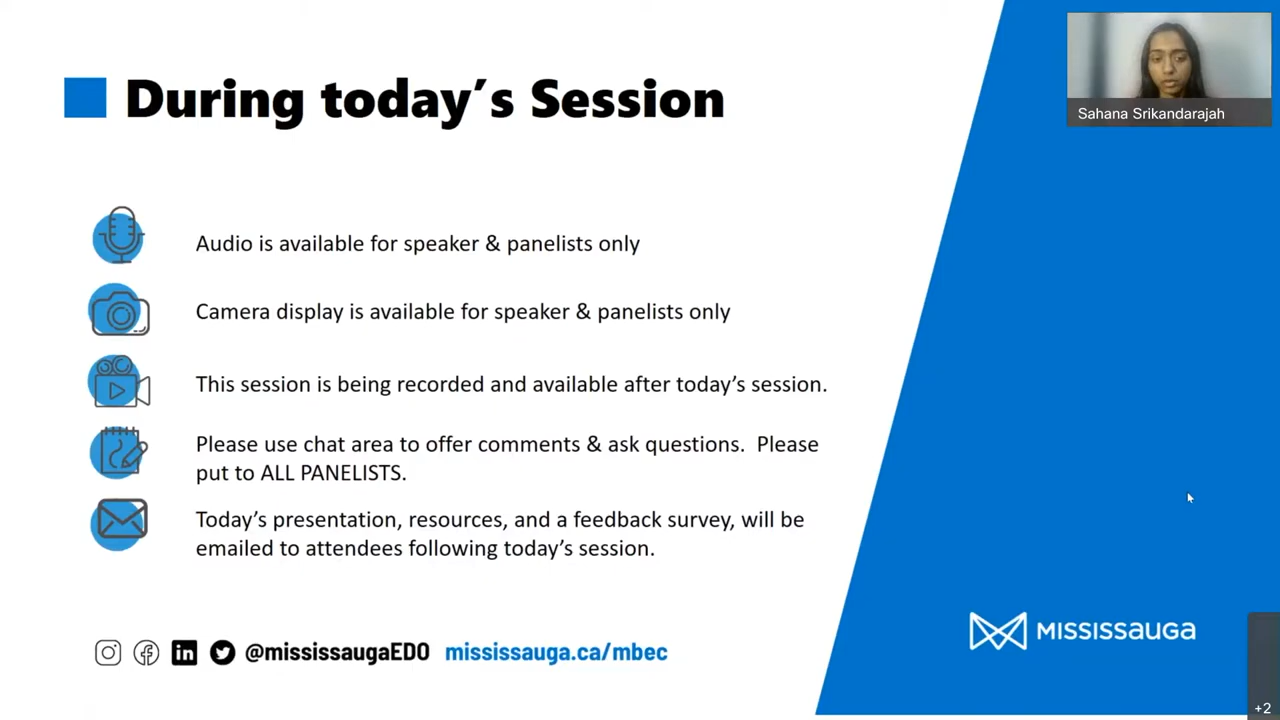 During today's Session
Sahana Srikandarajah
Audio is available for speaker & panelists only
Camera display is available for speaker & panelists only
This session is being recorded and available after today's session.
Please use chat area to offer comments & ask questions.  Please
put to ALL PANELISTS.
Today's presentation, resources, and a feedback survey, will be
emailed to attendees following today's session.
@mississaugaEDO mississauga.ca/mbec
MISSISSAUGA
+2